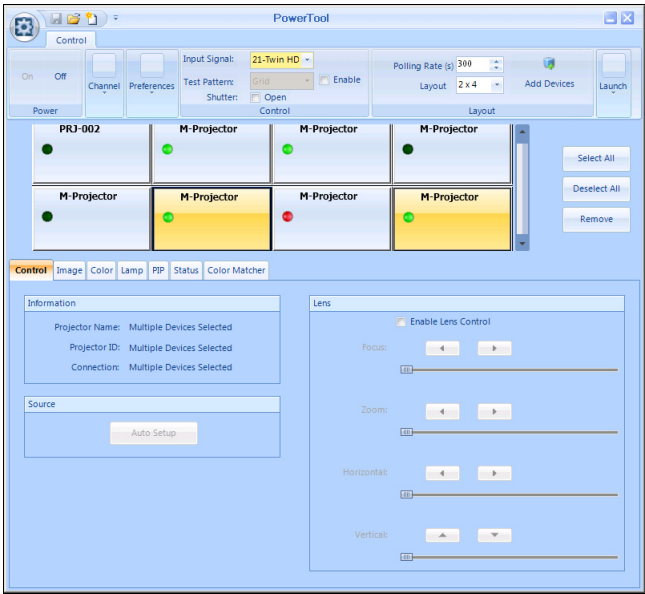 PowerTool
Control
On Off
Channel
Preferences
Input Signal: 21-Twin HD
Test Pattern: Grid Enable
Shutter: Open
Polling Rate (s) 300
Layout 2 x 4
Add Devices
Launch
Power
Control
Layout
PRJ-002 M-Projector M-Projector M-Projector
M-Projector M-Projector M-Projector M-Projector
Select All
Deselect All
Remove
Control Image Color Lamp PIP Status Color Matcher
Information
Projector Name: Multiple Devices Selected
Projector ID: Multiple Devices Selected
Connection: Multiple Devices Selected
Source
Auto Setup
Lens
Enable Lens Control
Focus:
Zoom:
Horizontal:
Vertical: